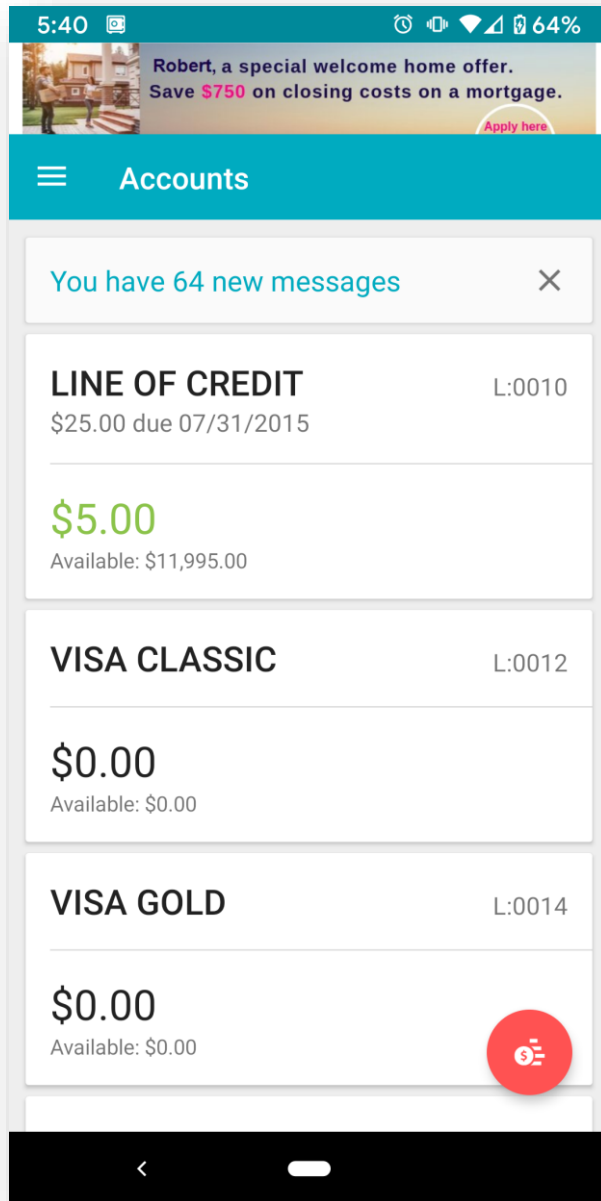 5:40
64%
Robert, a special welcome home offer.
Save $750 on closing costs on a mortgage.
Apply here
Accounts
You have 64 new messages
LINE OF CREDIT L:0010
$25.00 due 07/31/2015
$5.00
Available: $11,995.00
VISA CLASSIC L:0012
$0.00
Available: $0.00
VISA GOLD L:0014
$0.00
Available: $0.00